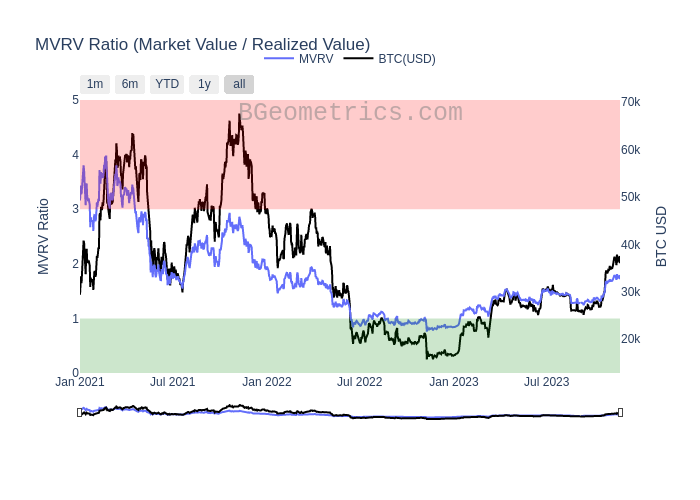 MVRV Ratio (Market Value / Realized Value)
MVRV BTC(USD)
1m 6m YTD 1y all
BGeometrics.com
5
4
3
2
1
0
MVRV Ratio
70k
60k
50k
40k
30k
20k
BTC USD
Jan 2021 Jul 2021 Jan 2022 Jul 2022 Jan 2023 Jul 2023